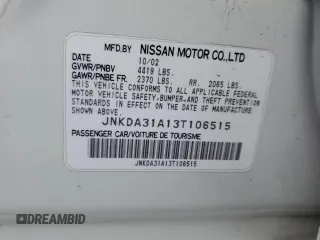 MFD.BY NISSAN MOTOR CO.,LTD
DATE 10/02
GVWR/PNBV 4419 LBS.
GAWR/PNBE FR. 2370 LBS. RR. 2065 LBS.
THIS VEHICLE CONFORMS TO ALL APPLICABLE FEDERAL
MOTOR VEHICLE SAFETY,BUMPER,AND THEFT PREVENTION
STANDARDS IN EFFECT ON THE DATE OF MANUFACTURE
SHOWN ABOVE.
JNKDA31A13T106515
PASSENGER CAR/VOITURE DE TOURISME
JNKDA31A13T106515
© DREAMBID